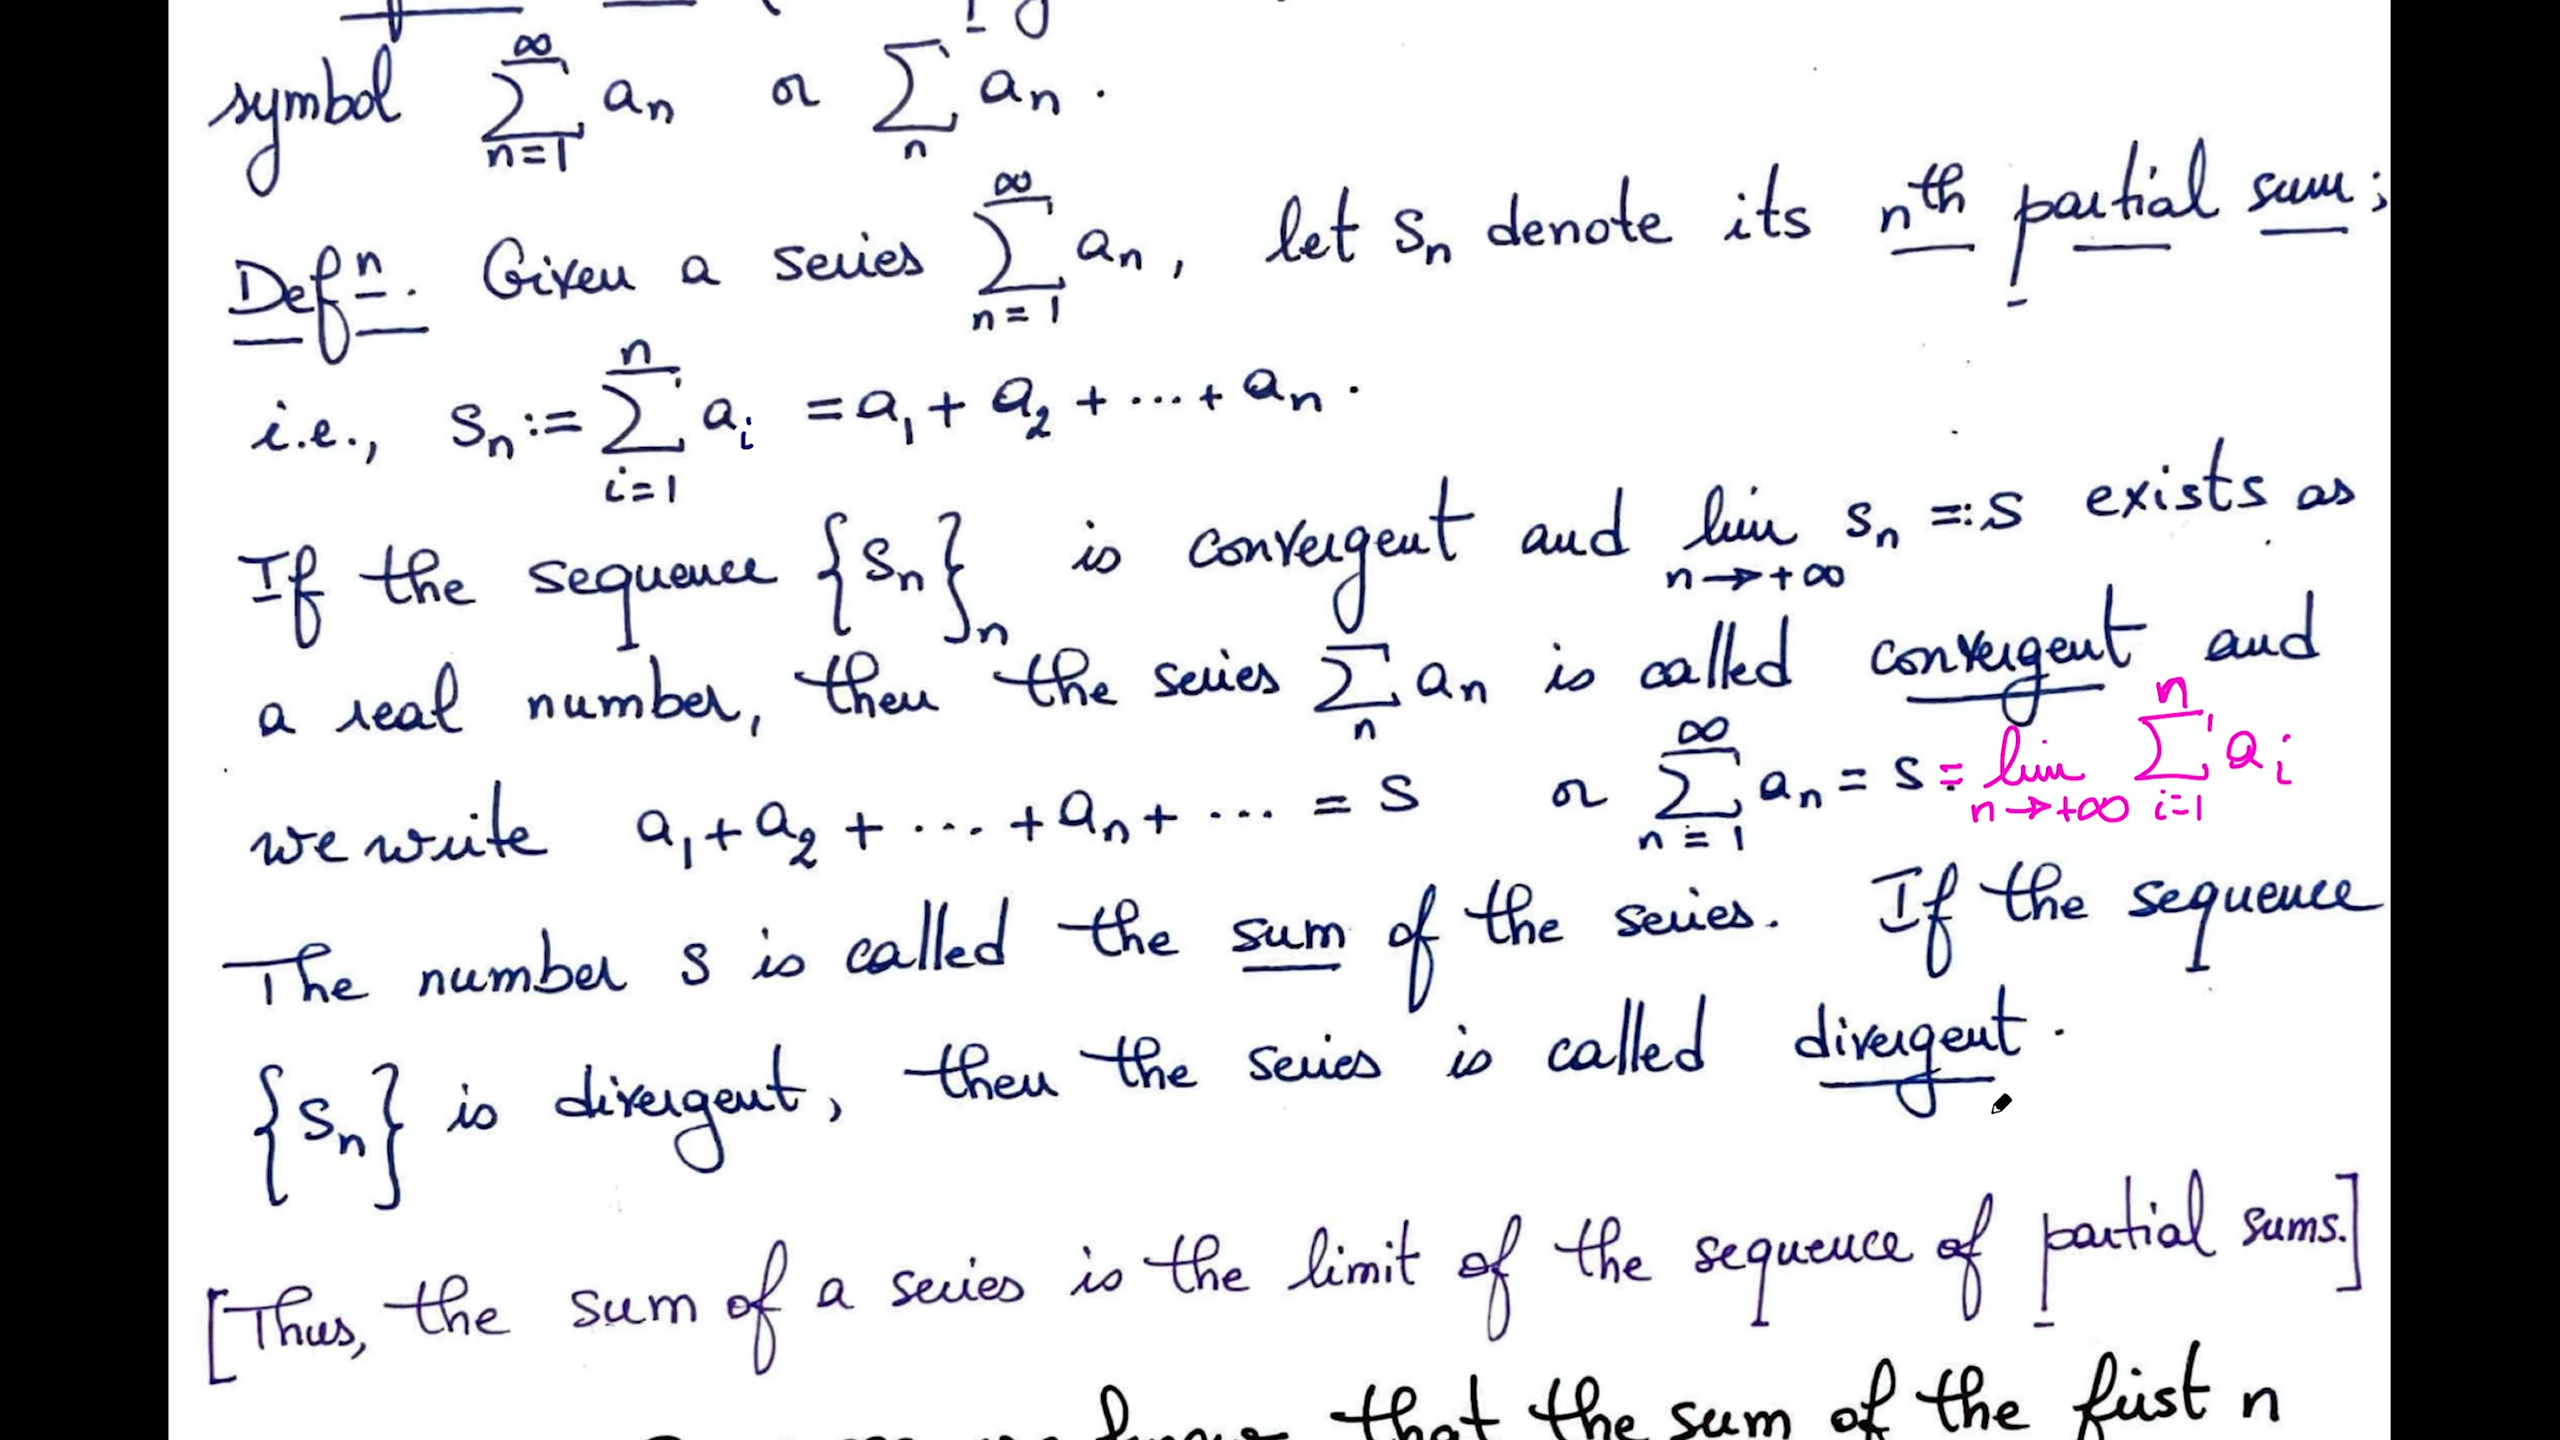 symbol ∑_{n=1}^{∞} a_n or ∑_n a_n .
Defn. Given a series ∑_{n=1}^{∞} a_n , let s_n denote its nth partial sum;
i.e., s_n := ∑_{i=1}^{n} a_i = a_1 + a_2 + ... + a_n .
If the sequence {s_n}_n is convergent and lim_{n→+∞} s_n =: s exists as
a real number, then the series ∑_n a_n is called convergent and
we write a_1 + a_2 + ... + a_n + ... = s or ∑_{n=1}^{∞} a_n = s = lim_{n→+∞} ∑_{i=1}^{n} a_i
The number s is called the sum of the series. If the sequence
{s_n} is divergent, then the series is called divergent.
[Thus, the sum of a series is the limit of the sequence of partial sums.]
know that the sum of the first n